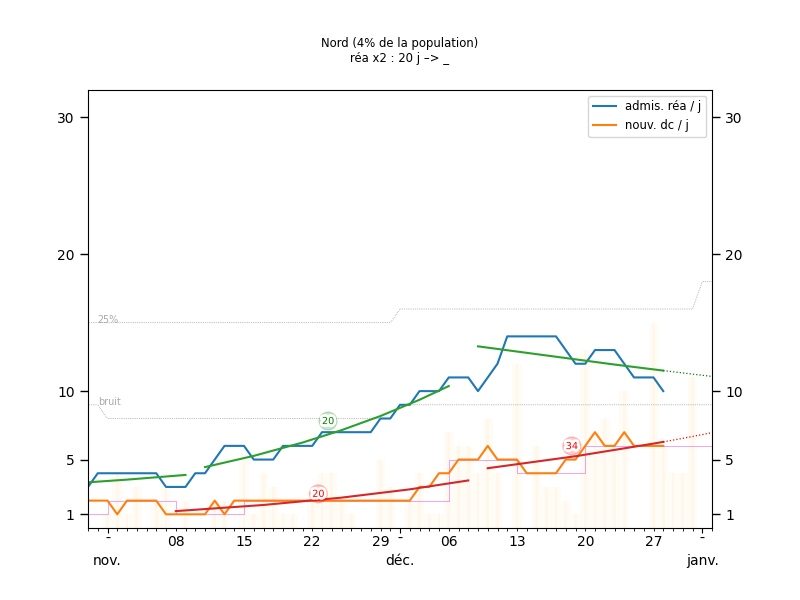 Nord (4% de la population)
réa x2 : 20 j –> _
admis. réa / j
nouv. dc / j
30 30
20 20
25%
bruit
10 10
20
34
5 5
20
1 1
- 08 15 22 29 - 06 13 20 27 -
nov. déc. janv.